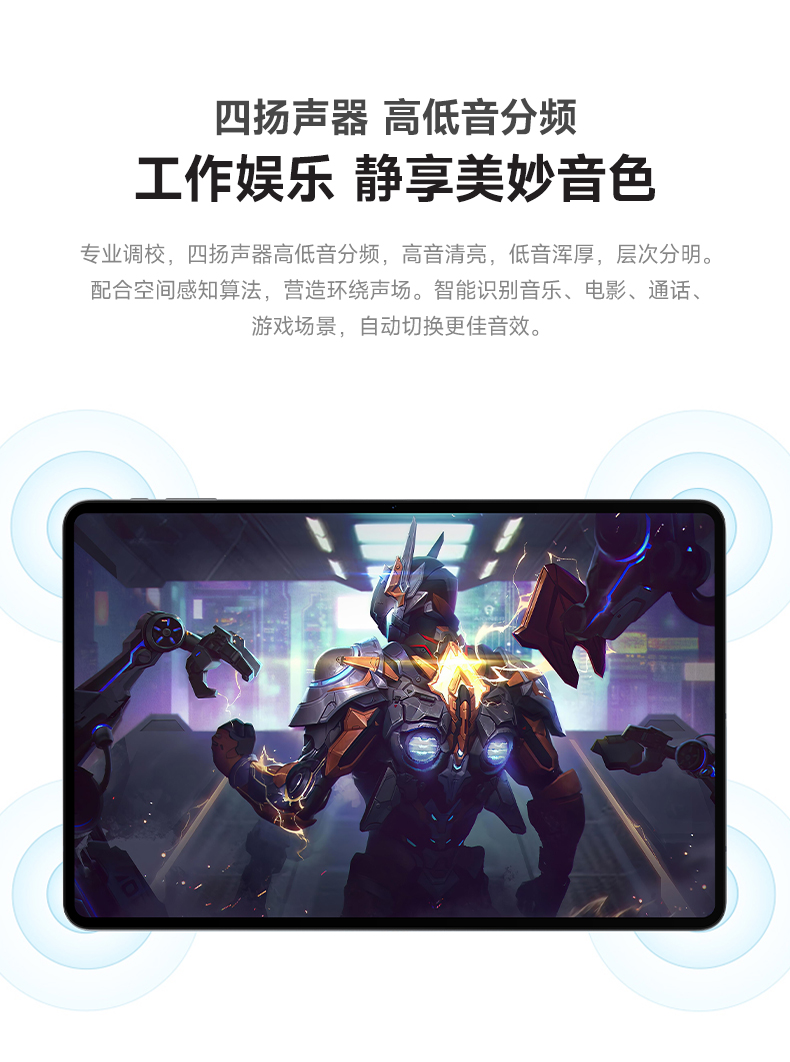 四扬声器 高低音分频
工作娱乐 静享美妙音色
专业调校，四扬声器高低音分频，高音清亮，低音浑厚，层次分明。
配合空间感知算法，营造环绕声场。智能识别音乐、电影、通话、
游戏场景，自动切换更佳音效。